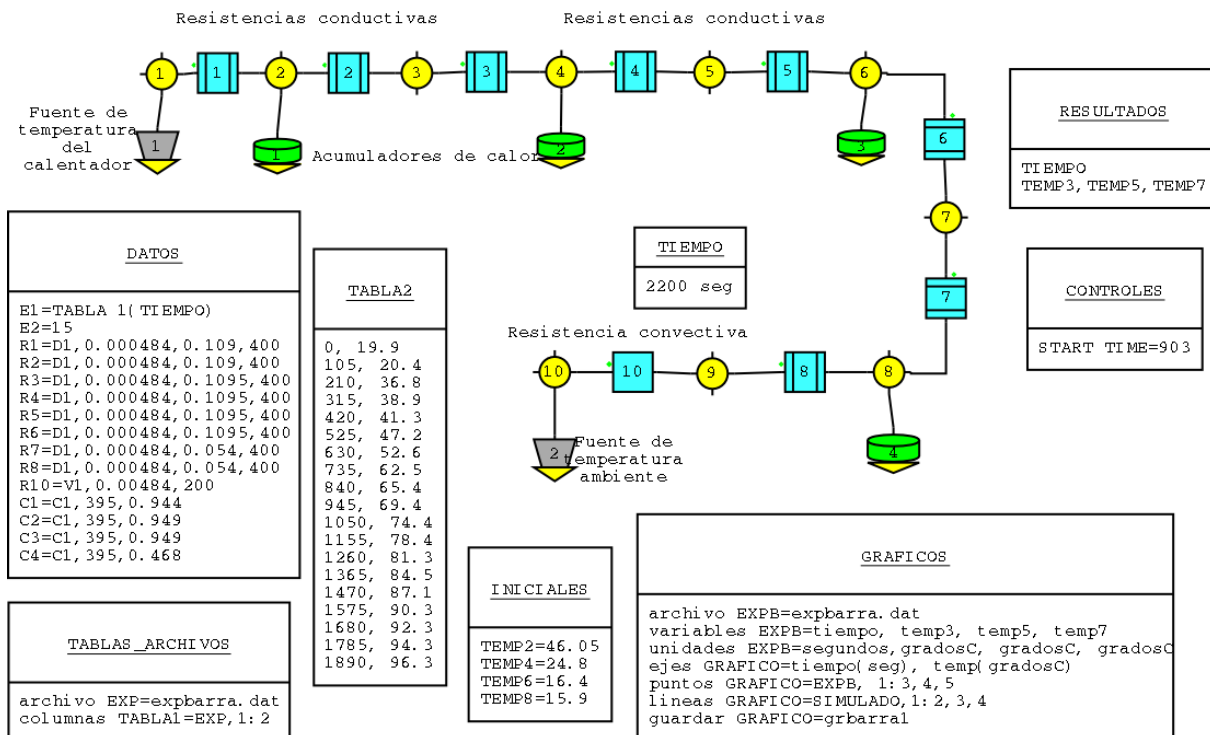 Resistencias conductivas
Resistencias conductivas
1
1
2
2
3
3
4
4
5
5
6
Fuente de
temperatura
del
calentador
1
1
Acumuladores de calor
2
3
6
7
7
RESULTADOS
TIEMPO
TEMP3, TEMP5, TEMP7
DATOS
E1=TABLA 1( TIEMPO)
E2=15
R1=D1, 0.000484, 0.109, 400
R2=D1, 0.000484, 0.109, 400
R3=D1, 0.000484, 0.1095, 400
R4=D1, 0.000484, 0.1095, 400
R5=D1, 0.000484, 0.1095, 400
R6=D1, 0.000484, 0.1095, 400
R7=D1, 0.000484, 0.054, 400
R8=D1, 0.000484, 0.054, 400
R10=V1, 0.00484, 200
C1=C1, 395, 0.944
C2=C1, 395, 0.949
C3=C1, 395, 0.949
C4=C1, 395, 0.468
TABLA2
0, 19.9
105, 20.4
210, 36.8
315, 38.9
420, 41.3
525, 47.2
630, 52.6
735, 62.5
840, 65.4
945, 69.4
1050, 74.4
1155, 78.4
1260, 81.3
1365, 84.5
1470, 87.1
1575, 90.3
1680, 92.3
1785, 94.3
1890, 96.3
TIEMPO
2200 seg
CONTROLES
START TIME=903
Resistencia convectiva
10
10
9
8
8
2
Fuente de
temperatura
ambiente
4
TABLAS_ARCHIVOS
archivo EXP=expbarra.dat
columnas TABLA1=EXP, 1: 2
INICIALES
TEMP2=46.05
TEMP4=24.8
TEMP6=16.4
TEMP8=15.9
GRAFICOS
archivo EXPB=expbarra.dat
variables EXPB=tiempo, temp3, temp5, temp7
unidades EXPB=segundos, gradosC, gradosC, gradosC
ejes GRAFICO=tiempo( seg), temp( gradosC)
puntos GRAFICO=EXPB, 1: 3, 4, 5
lineas GRAFICO=SIMULADO, 1: 2, 3, 4
guardar GRAFICO=grbarra1